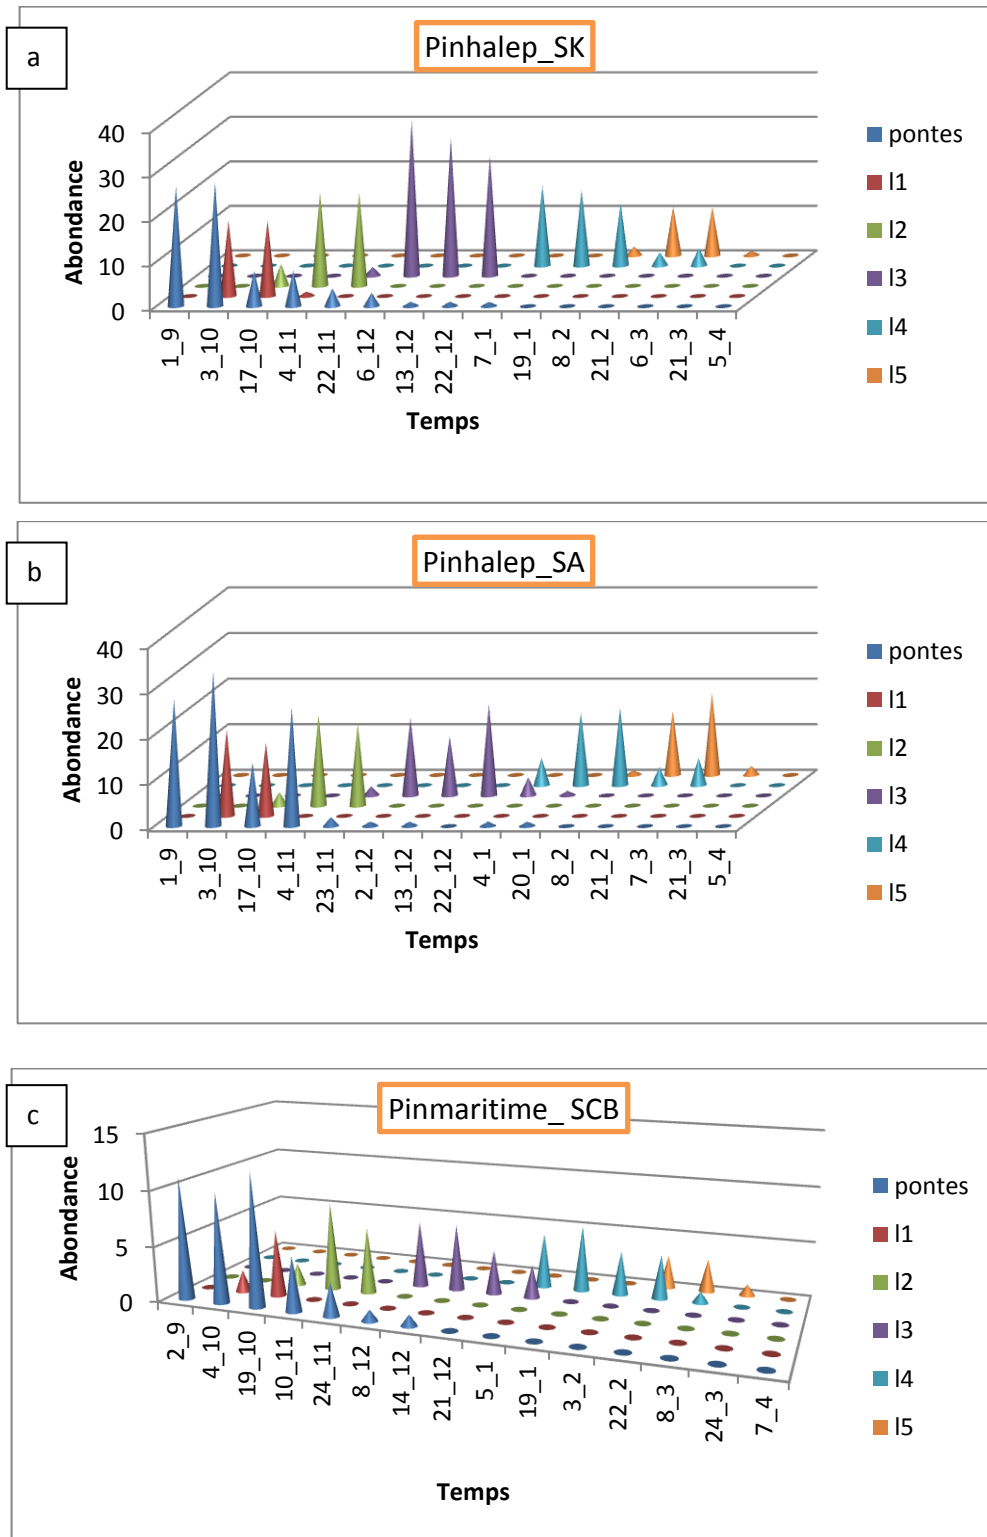 a
Pinhalep_SK
40
30
20
10
0
Abondance
1_9
3_10
17_10
4_11
22_11
6_12
13_12
22_12
7_1
19_1
8_2
21_2
6_3
21_3
5_4
Temps
pontes
l1
l2
l3
l4
l5
b
Pinhalep_SA
40
30
20
10
0
Abondance
1_9
3_10
17_10
4_11
23_11
2_12
13_12
22_12
4_1
20_1
8_2
21_2
7_3
21_3
5_4
Temps
pontes
l1
l2
l3
l4
l5
c
Pinmaritime_ SCB
15
10
5
0
Abondance
2_9
4_10
19_10
10_11
24_11
8_12
14_12
21_12
5_1
19_1
3_2
22_2
8_3
24_3
7_4
Temps
pontes
l1
l2
l3
l4
l5